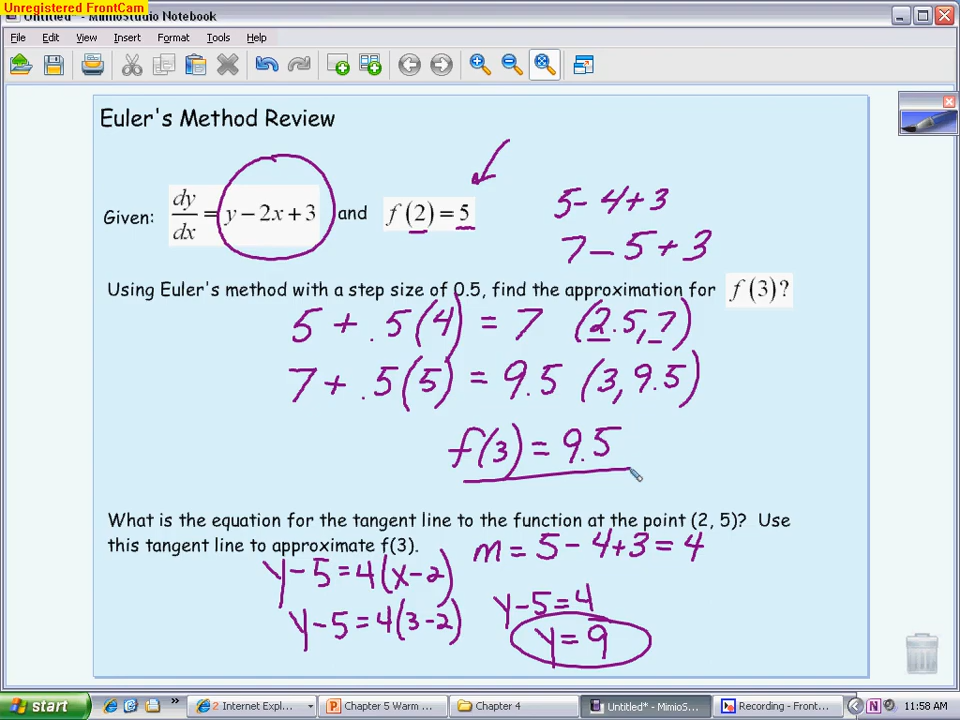 Unregistered FrontCam
Untitled* - MimioStudio Notebook
File Edit View Insert Format Tools Help
Euler's Method Review
Given: dy/dx = y − 2x + 3 and f(2) = 5
5 - 4 + 3
7 - 5 + 3
Using Euler's method with a step size of 0.5, find the approximation for f(3)?
5 + .5(4) = 7 (2.5, 7)
7 + .5(5) = 9.5 (3, 9.5)
f(3) = 9.5
What is the equation for the tangent line to the function at the point (2, 5)? Use
this tangent line to approximate f(3).
m = 5 - 4 + 3 = 4
y - 5 = 4(x - 2)
y - 5 = 4(3 - 2)
y - 5 = 4
y = 9
start 2 Internet Expl... Chapter 5 Warm ... Chapter 4 Untitled* - MimioS... Recording - Front... 11:58 AM